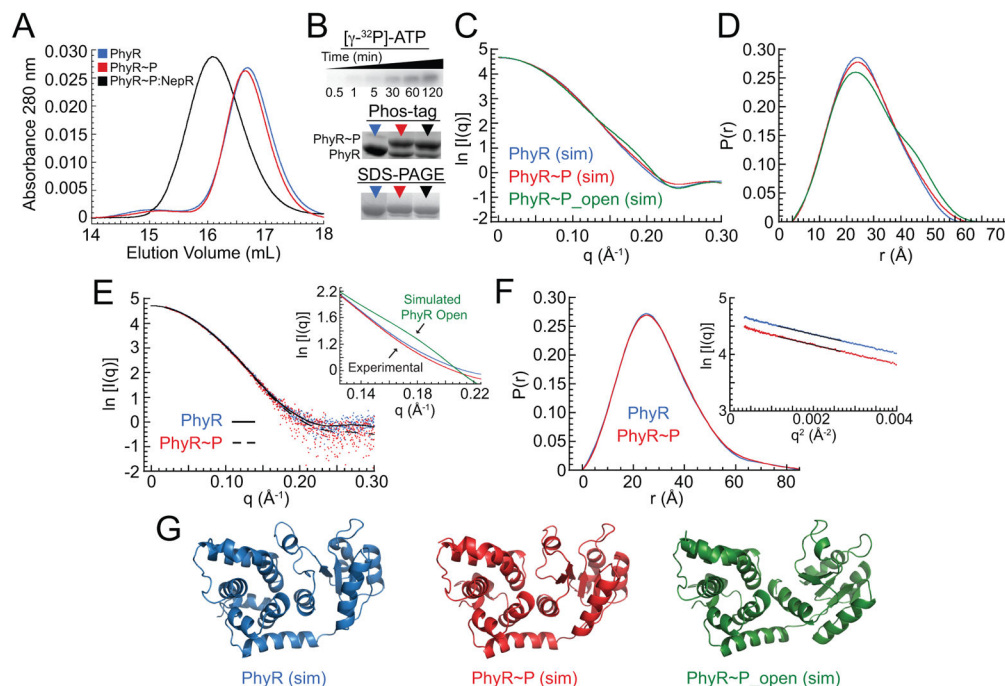 A
Absorbance 280 nm
0.030
0.025
0.020
0.015
0.010
0.005
0
14 15 16 17 18
Elution Volume (mL)
PhyR
PhyR~P
PhyR~P:NepR
B
[γ-³²P]-ATP
Time (min)
0.5 1 5 30 60 120
Phos-tag
PhyR~P
PhyR
SDS-PAGE
C
ln [I(q)]
5
4
3
2
1
0
-1
-2
0 0.10 0.20 0.30
q (Å⁻¹)
PhyR (sim)
PhyR~P (sim)
PhyR~P_open (sim)
D
P(r)
0.30
0.25
0.20
0.15
0.10
0.05
0
10 20 30 40 50 60 70
r (Å)
E
ln [I(q)]
5
4
3
2
1
0
-1
-2
0 0.10 0.20 0.30
q (Å⁻¹)
PhyR
PhyR~P
ln [I(q)]
2.2
1.2
0
0.14 0.18 0.22
q (Å⁻¹)
Simulated
PhyR Open
Experimental
F
P(r)
0.30
0.25
0.20
0.15
0.10
0.05
0
0 20 40 60 80
r (Å)
PhyR
PhyR~P
ln [I(q)]
5
4
3
2
1
0
0 0.002 0.004
q² (Å⁻²)
G
PhyR (sim)
PhyR~P (sim)
PhyR~P_open (sim)